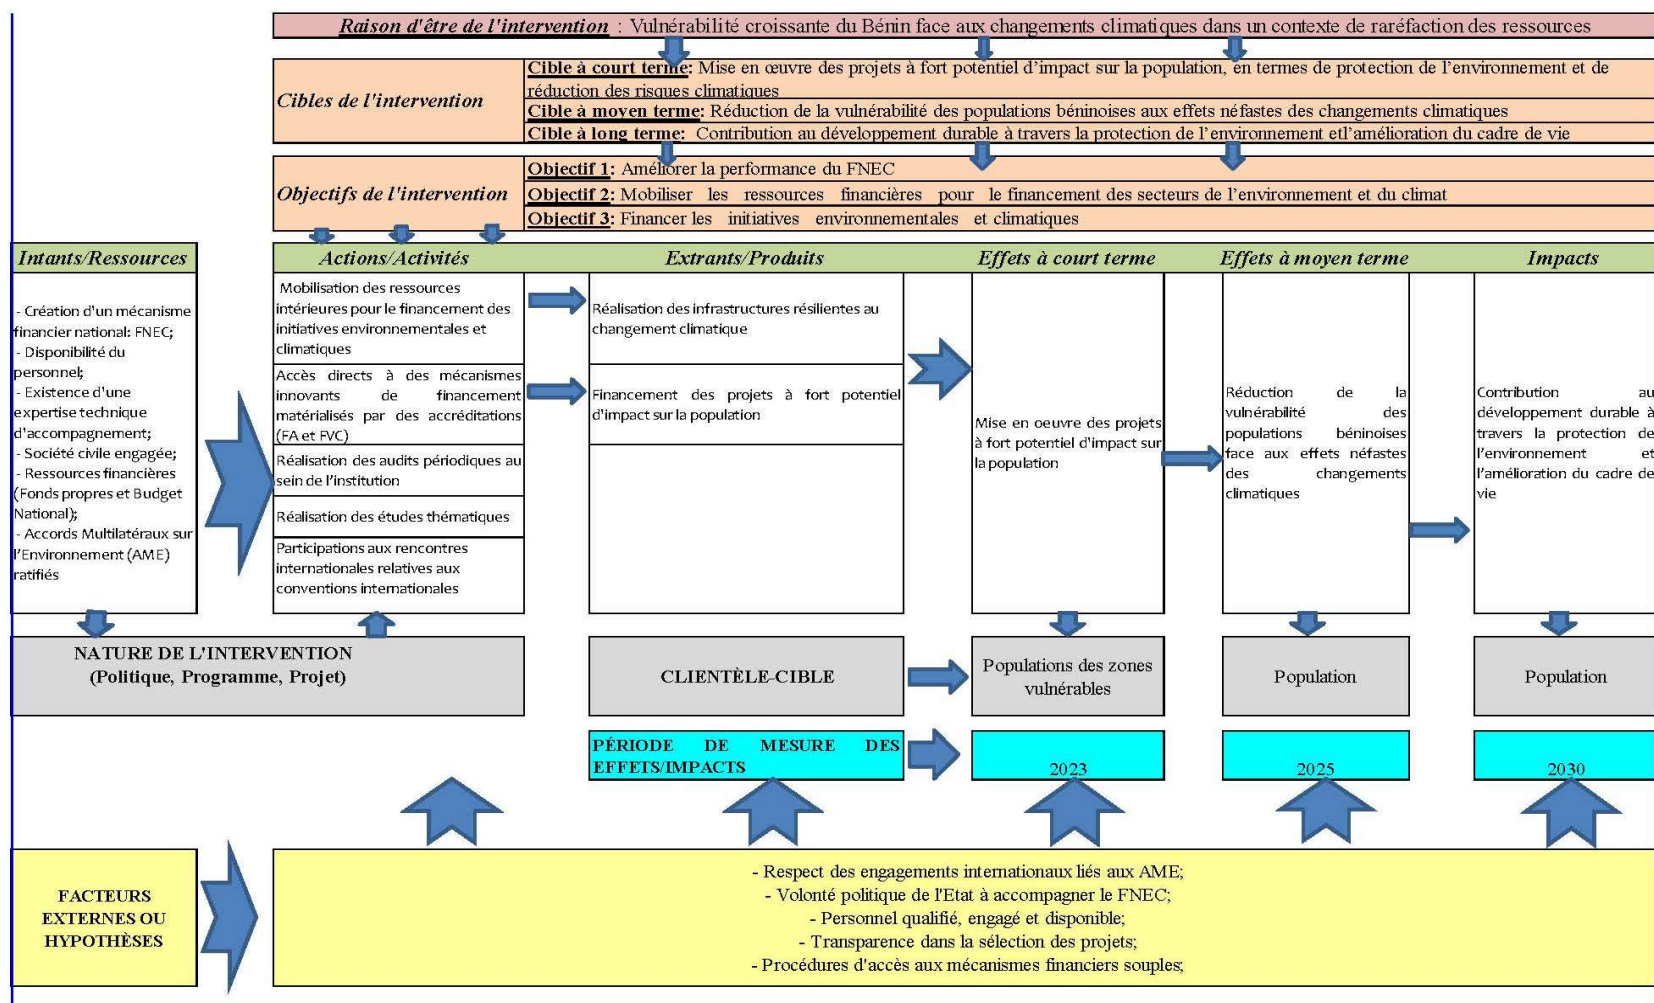 Raison d'être de l'intervention : Vulnérabilité croissante du Bénin face aux changements climatiques dans un contexte de raréfaction des ressources
Cibles de l'intervention
Cible à court terme: Mise en œuvre des projets à fort potentiel d'impact sur la population, en termes de protection de l'environnement et de
réduction des risques climatiques
Cible à moyen terme: Réduction de la vulnérabilité des populations béninoises aux effets néfastes des changements climatiques
Cible à long terme: Contribution au développement durable à travers la protection de l'environnement etl'amélioration du cadre de vie
Objectifs de l'intervention
Objectif 1: Améliorer la performance du FNEC
Objectif 2: Mobiliser les ressources financières pour le financement des secteurs de l'environnement et du climat
Objectif 3: Financer les initiatives environnementales et climatiques
Intants/Ressources
Actions/Activités
Extrants/Produits
Effets à court terme
Effets à moyen terme
Impacts
- Création d'un mécanisme
financier national: FNEC;
- Disponibilité du
personnel;
- Existence d'une
expertise technique
d'accompagnement;
- Société civile engagée;
- Ressources financières
(Fonds propres et Budget
National);
- Accords Multilatéraux sur
l'Environnement (AME)
ratifiés
Mobilisation des ressources
intérieures pour le financement des
initiatives environnementales et
climatiques
Accès directs à des mécanismes
innovants de financement
matérialisés par des accréditations
(FA et FVC)
Réalisation des audits périodiques au
sein de l'institution
Réalisation des études thématiques
Participations aux rencontres
internationales relatives aux
conventions internationales
Réalisation des infrastructures résilientes au
changement climatique
Financement des projets à fort potentiel
d'impact sur la population
Mise en oeuvre des projets
à fort potentiel d'impact sur
la population
Réduction de la
vulnérabilité des
populations béninoises
face aux effets néfastes
des changements
climatiques
Contribution au
développement durable à
travers la protection de
l'environnement et
l'amélioration du cadre de
vie
NATURE DE L'INTERVENTION
(Politique, Programme, Projet)
CLIENTÈLE-CIBLE
Populations des zones
vulnérables
Population
Population
PÉRIODE DE MESURE DES
EFFETS/IMPACTS
2023
2025
2030
FACTEURS
EXTERNES OU
HYPOTHÈSES
- Respect des engagements internationaux liés aux AME;
- Volonté politique de l'Etat à accompagner le FNEC;
- Personnel qualifié, engagé et disponible;
- Transparence dans la sélection des projets;
- Procédures d'accès aux mécanismes financiers souples;